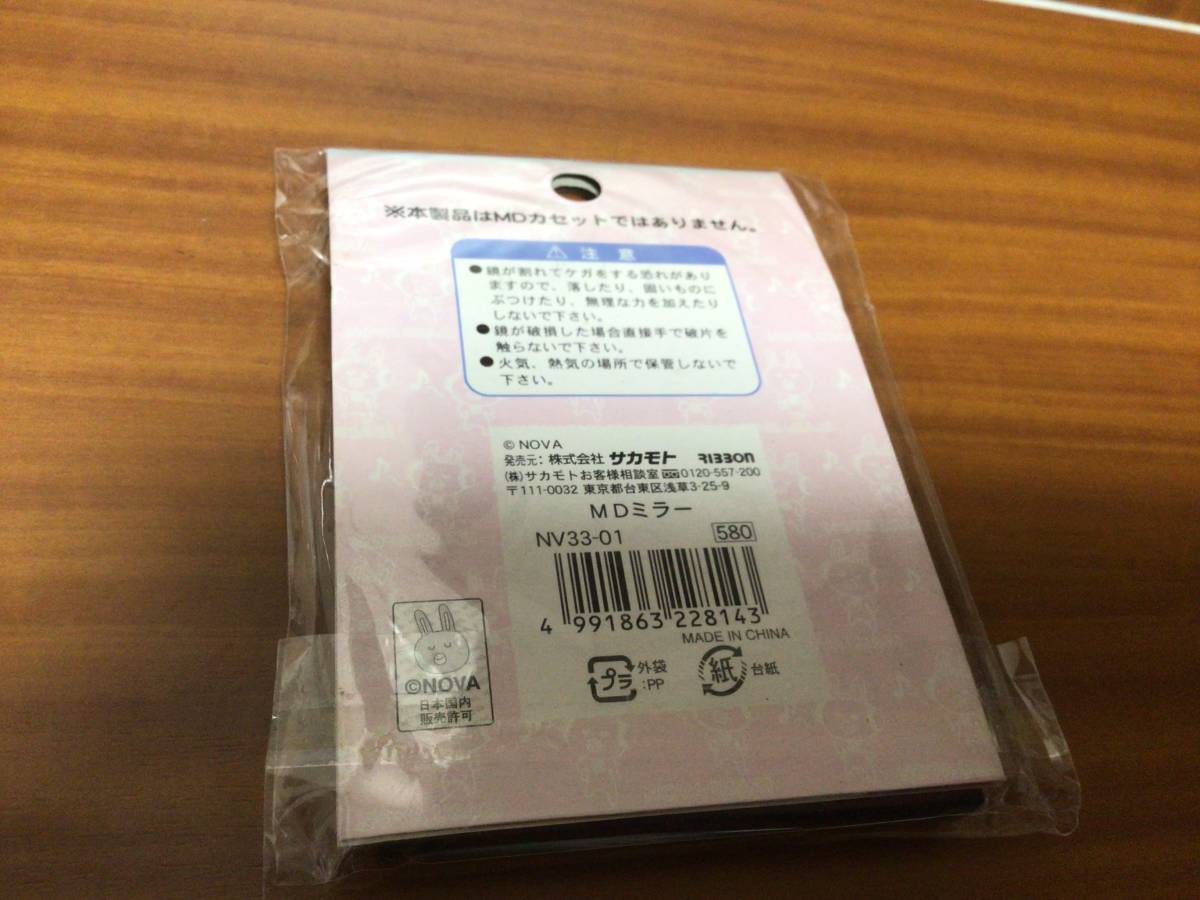 ※本製品はMDカセットではありません。
⚠ 注意
●鏡が割れてケガをする恐れがあり
ますので、落したり、固いものに
ぶつけたり、無理な力を加えたり
しないで下さい。
●鏡が破損した場合直接手で破片を
触らないで下さい。
●火気、熱気の場所で保管しないで
下さい。
©NOVA
発売元：株式会社 サカモト RIBBON
(株)サカモトお客様相談室 0120-557-200
〒111-0032 東京都台東区浅草3-25-9
MDミラー
NV33-01 580
4 991863 228143
MADE IN CHINA
プラ 外袋:PP 紙 台紙
©NOVA
日本国内
販売許可